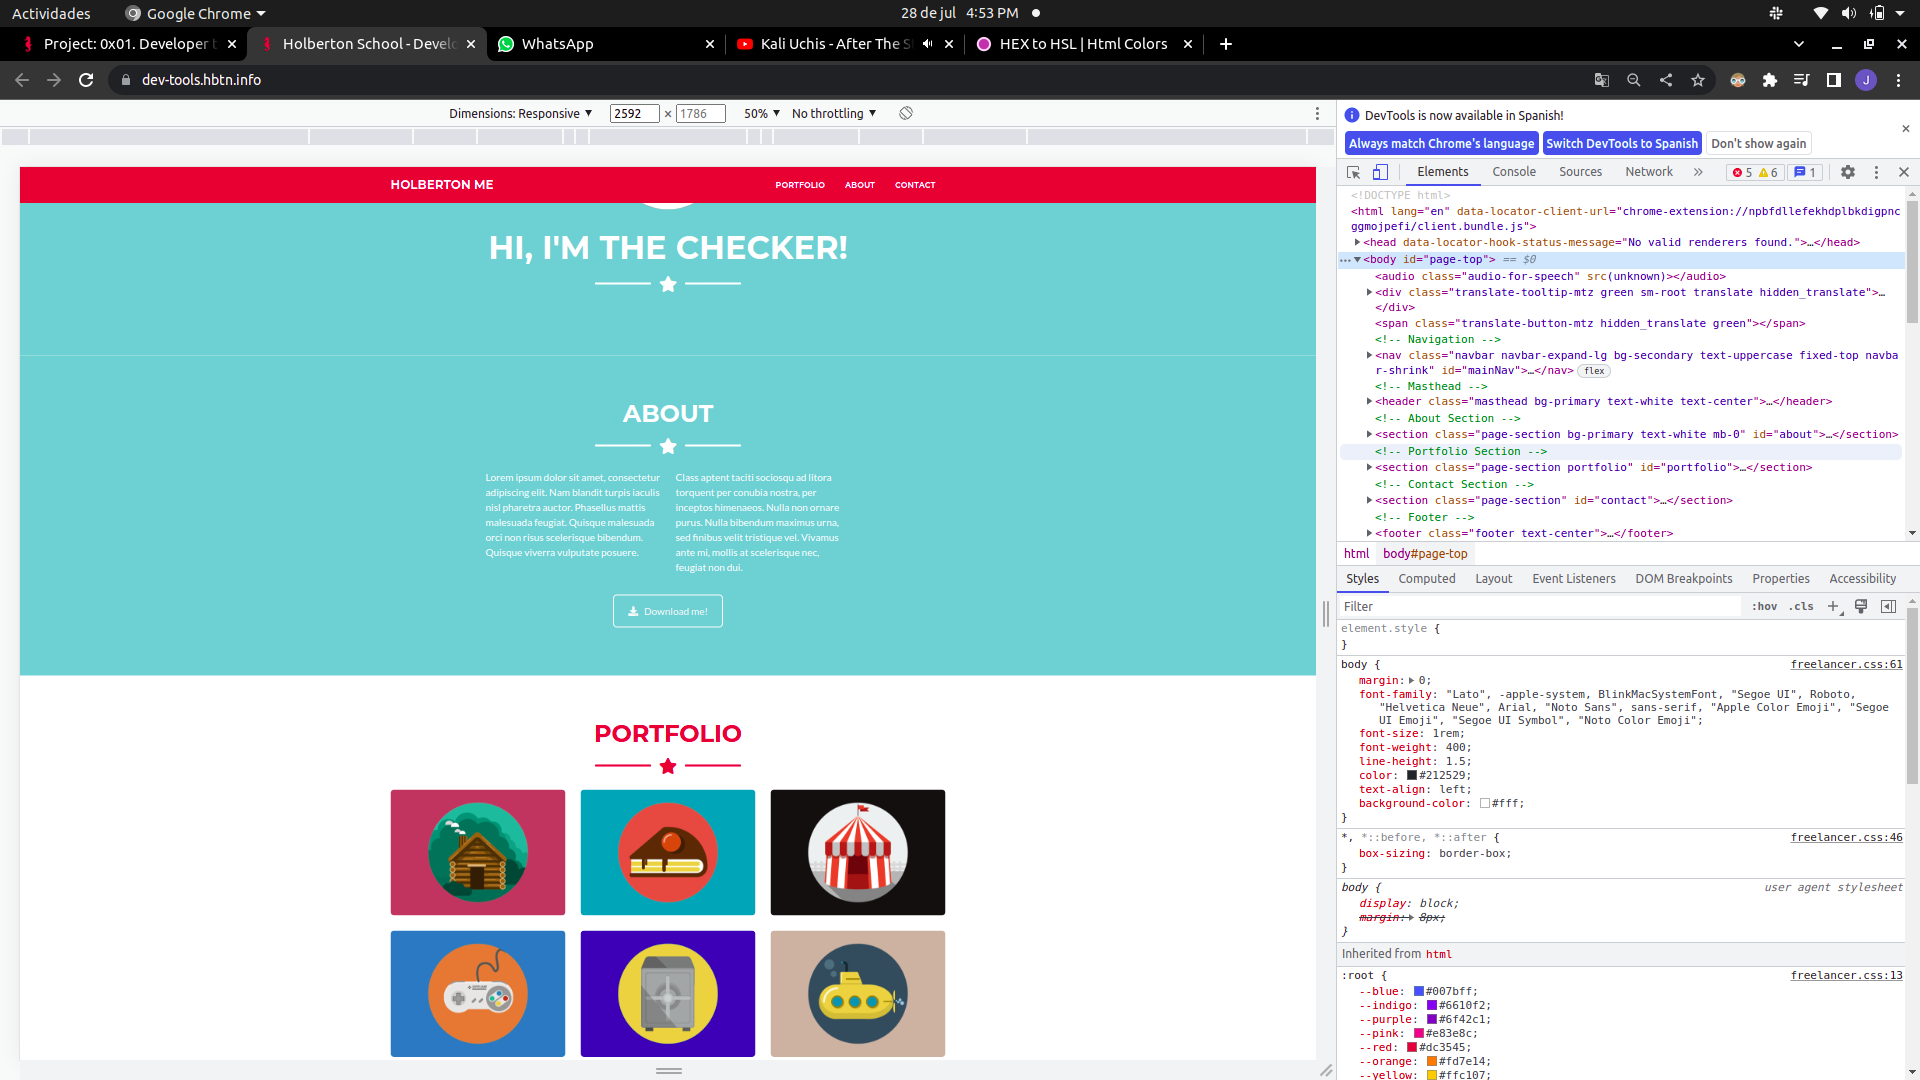 Actividades
Google Chrome
28 de jul 4:53 PM
Project: 0x01. Developer t
Holberton School - Develo
WhatsApp
Kali Uchis - After The S
HEX to HSL | Html Colors
dev-tools.hbtn.info
J
Dimensions: Responsive
2592 × 1786
50%
No throttling
HOLBERTON ME
PORTFOLIO
ABOUT
CONTACT
HI, I'M THE CHECKER!
ABOUT
Lorem ipsum dolor sit amet, consectetur
adipiscing elit. Nam blandit turpis iaculis
nisl pharetra auctor. Phasellus mattis
malesuada feugiat. Quisque malesuada
orci non risus scelerisque bibendum.
Quisque viverra vulputate posuere.
Class aptent taciti sociosqu ad litora
torquent per conubia nostra, per
inceptos himenaeos. Nulla non ornare
purus. Nulla bibendum maximus urna,
sed finibus velit tristique vel. Vivamus
ante mi, mollis at scelerisque nec,
feugiat non dui.
Download me!
PORTFOLIO
DevTools is now available in Spanish!
Always match Chrome's language
Switch DevTools to Spanish
Don't show again
Elements
Console
Sources
Network
5
6
1
<!DOCTYPE html>
<html lang="en" data-locator-client-url="chrome-extension://npbfdllefekhdplbkdigpnc
ggmojpefi/client.bundle.js">
<head data-locator-hook-status-message="No valid renderers found.">…</head>
<body id="page-top"> == $0
<audio class="audio-for-speech" src(unknown)></audio>
<div class="translate-tooltip-mtz green sm-root translate hidden_translate">…
</div>
<span class="translate-button-mtz hidden_translate green"></span>
<!-- Navigation -->
<nav class="navbar navbar-expand-lg bg-secondary text-uppercase fixed-top navba
r-shrink" id="mainNav">…</nav> flex
<!-- Masthead -->
<header class="masthead bg-primary text-white text-center">…</header>
<!-- About Section -->
<section class="page-section bg-primary text-white mb-0" id="about">…</section>
<!-- Portfolio Section -->
<section class="page-section portfolio" id="portfolio">…</section>
<!-- Contact Section -->
<section class="page-section" id="contact">…</section>
<!-- Footer -->
<footer class="footer text-center">…</footer>
html
body#page-top
Styles
Computed
Layout
Event Listeners
DOM Breakpoints
Properties
Accessibility
Filter
:hov
.cls
element.style {
}
body {
freelancer.css:61
margin: 0;
font-family: "Lato", -apple-system, BlinkMacSystemFont, "Segoe UI", Roboto,
"Helvetica Neue", Arial, "Noto Sans", sans-serif, "Apple Color Emoji", "Segoe
UI Emoji", "Segoe UI Symbol", "Noto Color Emoji";
font-size: 1rem;
font-weight: 400;
line-height: 1.5;
color: #212529;
text-align: left;
background-color: #fff;
}
*, *::before, *::after {
freelancer.css:46
box-sizing: border-box;
}
body {
user agent stylesheet
display: block;
margin: 8px;
}
Inherited from html
:root {
freelancer.css:13
--blue: #007bff;
--indigo: #6610f2;
--purple: #6f42c1;
--pink: #e83e8c;
--red: #dc3545;
--orange: #fd7e14;
--yellow: #ffc107;